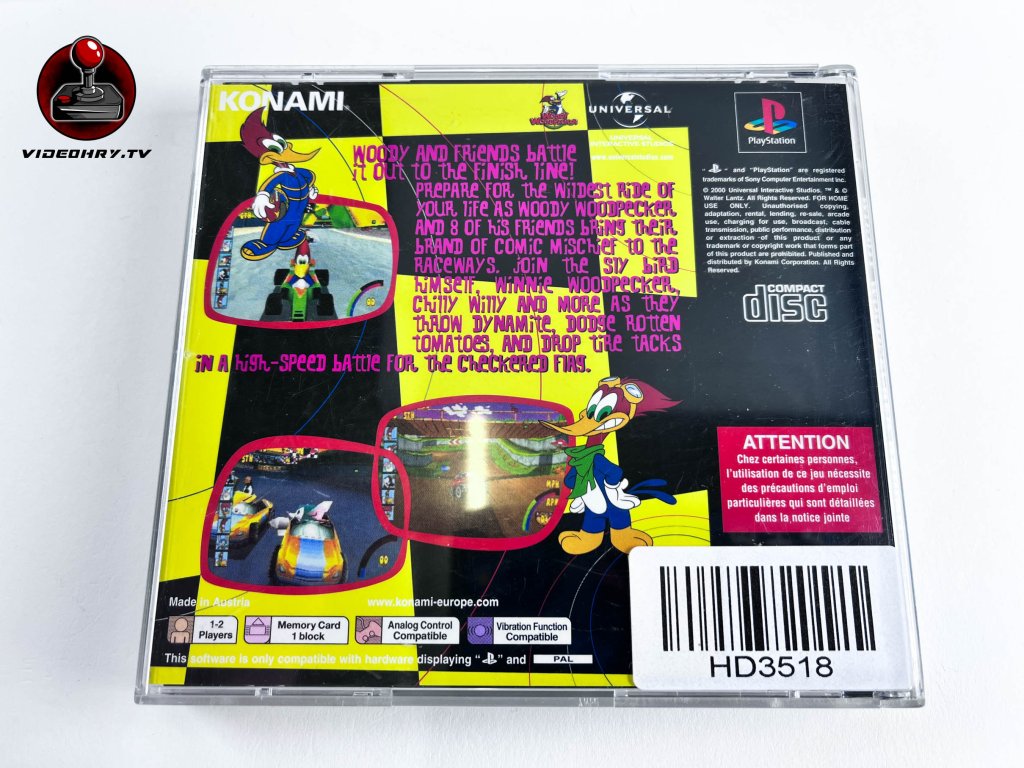 VIDEOHRY.TV
KONAMI
UNIVERSAL
UNIVERSAL
INTERACTIVE STUDIOS
www.universalstudios.com
PlayStation
WOODY AND FRIENDS BATTLE
IT OUT TO THE FINISH LINE!
PREPARE FOR THE WILDEST RIDE OF
YOUR LIFE AS WOODY WOODPECKER
AND 8 OF HIS FRIENDS BRING THEIR
BRAND OF COMIC MISCHIEF TO THE
RACEWAYS. JOIN THE SLY BIRD
HIMSELF, WINNIE WOODPECKER,
CHILLY WILLY AND MORE AS THEY
THROW DYNAMITE, DODGE ROTTEN
TOMATOES, AND DROP TIRE TACKS
IN A HIGH-SPEED BATTLE FOR THE CHECKERED FLAG.
" " and "PlayStation" are registered
trademarks of Sony Computer Entertainment Inc.
© 2000 Universal Interactive Studios. ™ & ©
Walter Lantz. All Rights Reserved. FOR HOME
USE ONLY. Unauthorised copying,
adaptation, rental, lending, re-sale, arcade
use, charging for use, broadcast, cable
transmission, public performance, distribution
or extraction of this product or any
trademark or copyright work that forms part
of this product are prohibited. Published and
distributed by Konami Corporation. All Rights
Reserved.
COMPACT
disc
ATTENTION
Chez certaines personnes,
l'utilisation de ce jeu nécessite
des précautions d'emploi
particulières qui sont détaillées
dans la notice jointe
5TH
MPH
RPM
Made in Austria
www.konami-europe.com
1-2
Players
Memory Card
1 block
Analog Control
Compatible
Vibration Function
Compatible
This software is only compatible with hardware displaying " " and PAL
HD3518